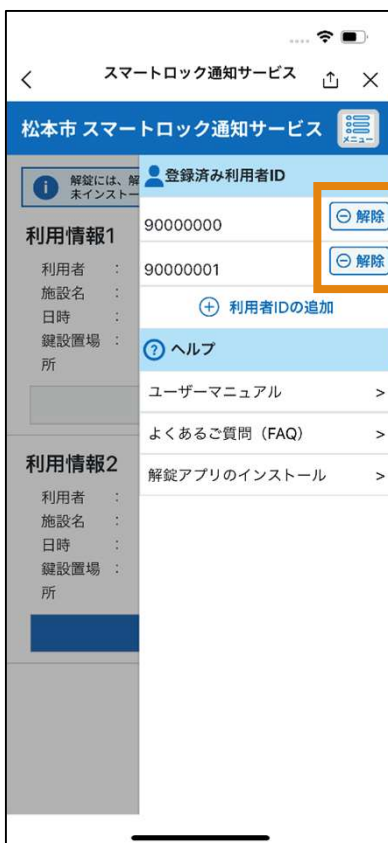 スマートロック通知サービス
松本市 スマートロック通知サービス
メニュー
解錠には、解
未インストー
登録済み利用者ID
90000000
解除
90000001
解除
利用者IDの追加
ヘルプ
ユーザーマニュアル >
よくあるご質問（FAQ） >
解錠アプリのインストール >
利用情報1
利用者 :
施設名 :
日時 :
鍵設置場 :
所
利用情報2
利用者 :
施設名 :
日時 :
鍵設置場 :
所